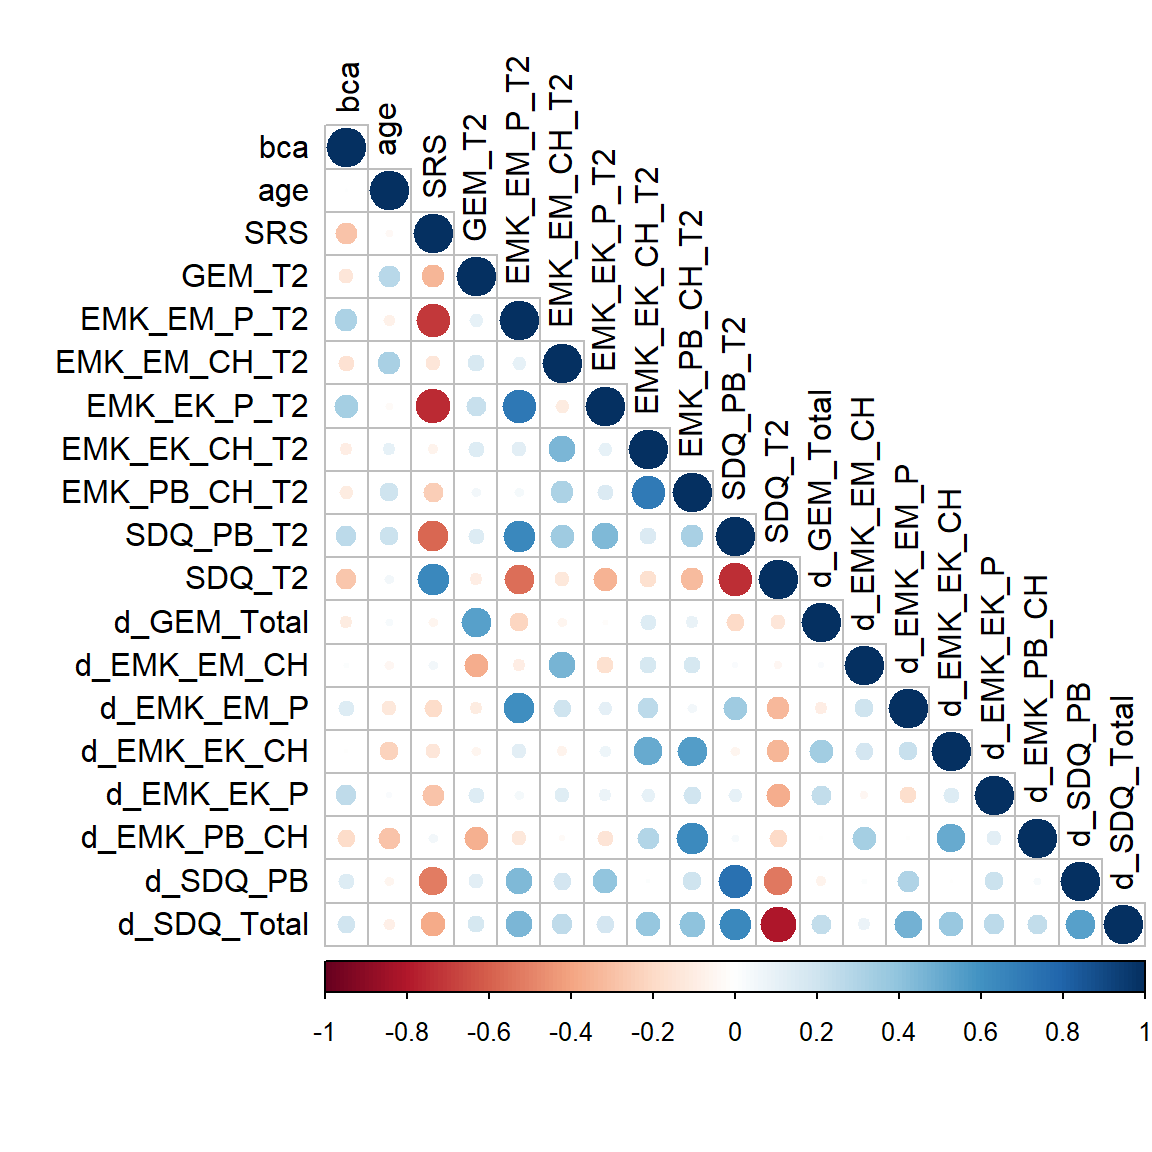 bca
age
SRS
GEM_T2
EMK_EM_P_T2
EMK_EM_CH_T2
EMK_EK_P_T2
EMK_EK_CH_T2
EMK_PB_CH_T2
SDQ_PB_T2
SDQ_T2
d_GEM_Total
d_EMK_EM_CH
d_EMK_EM_P
d_EMK_EK_CH
d_EMK_EK_P
d_EMK_PB_CH
d_SDQ_PB
d_SDQ_Total
bca
age
SRS
GEM_T2
EMK_EM_P_T2
EMK_EM_CH_T2
EMK_EK_P_T2
EMK_EK_CH_T2
EMK_PB_CH_T2
SDQ_PB_T2
SDQ_T2
d_GEM_Total
d_EMK_EM_CH
d_EMK_EM_P
d_EMK_EK_CH
d_EMK_EK_P
d_EMK_PB_CH
d_SDQ_PB
d_SDQ_Total
-1 -0.8 -0.6 -0.4 -0.2 0 0.2 0.4 0.6 0.8 1